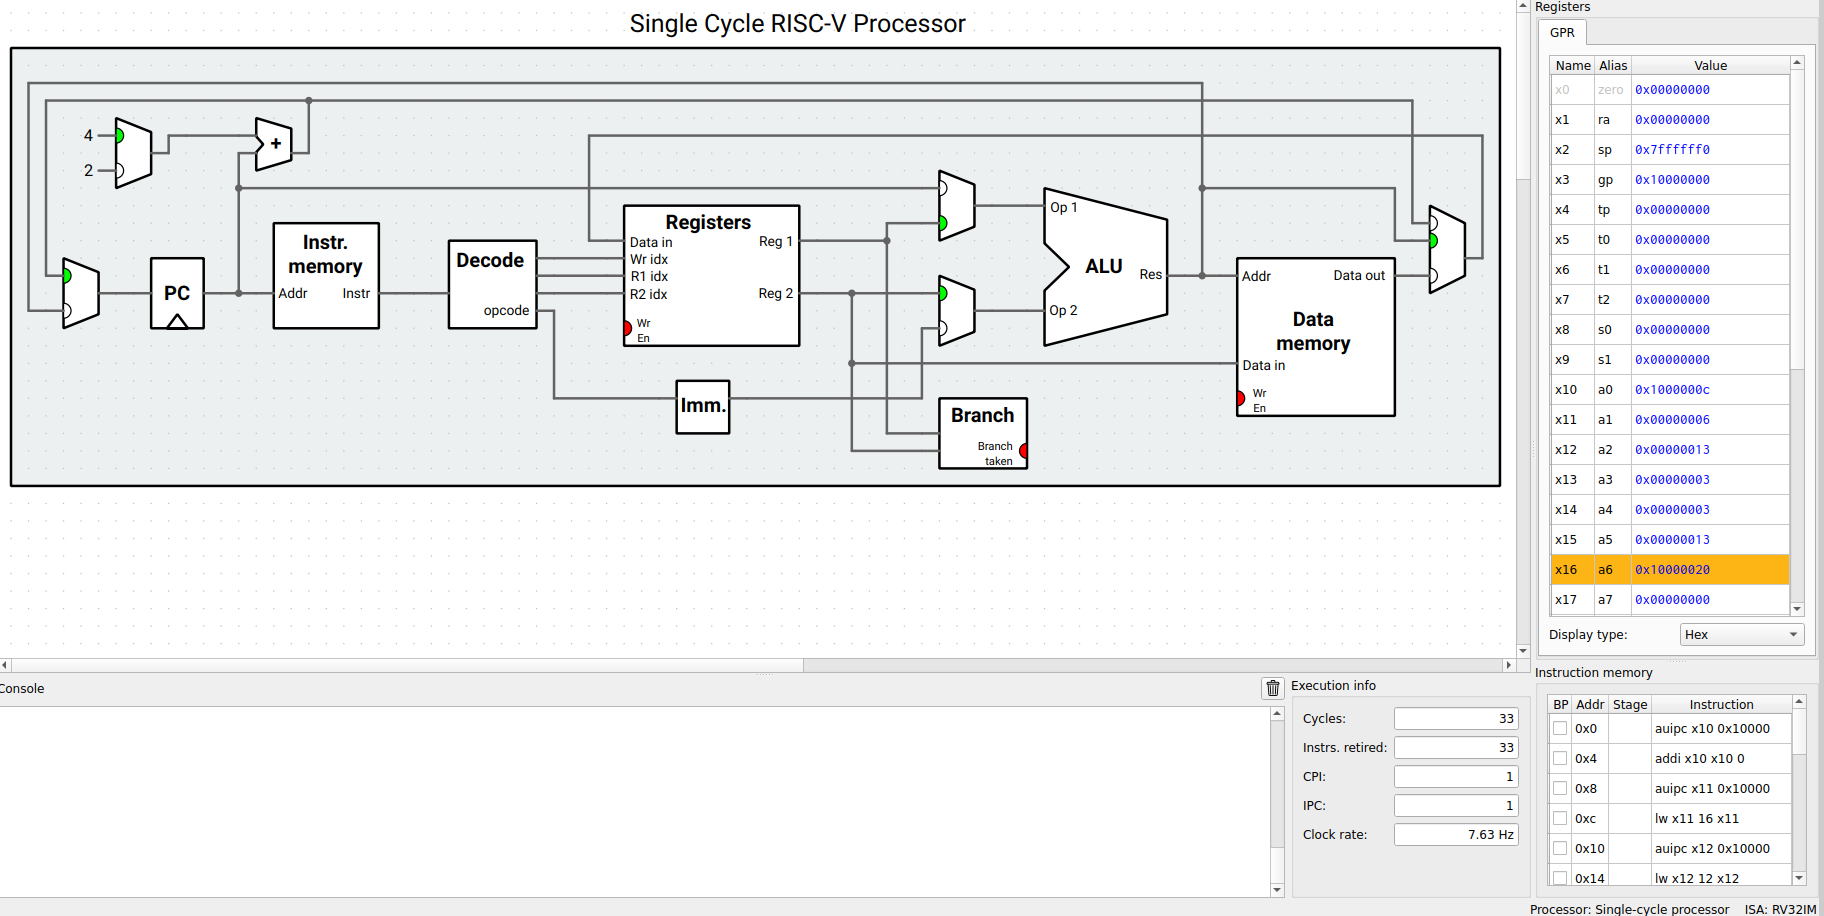 Single Cycle RISC-V Processor
4
2
+
PC
Instr.
memory
Addr
Instr
Decode
opcode
Registers
Data in
Wr idx
R1 idx
R2 idx
Wr
En
Reg 1
Reg 2
Imm.
Branch
Branch
taken
Op 1
ALU
Res
Op 2
Addr
Data out
Data
memory
Data in
Wr
En
Registers
GPR
Name Alias Value
x0 zero 0x00000000
x1 ra 0x00000000
x2 sp 0x7ffffff0
x3 gp 0x10000000
x4 tp 0x00000000
x5 t0 0x00000000
x6 t1 0x00000000
x7 t2 0x00000000
x8 s0 0x00000000
x9 s1 0x00000000
x10 a0 0x1000000c
x11 a1 0x00000006
x12 a2 0x00000013
x13 a3 0x00000003
x14 a4 0x00000003
x15 a5 0x00000013
x16 a6 0x10000020
x17 a7 0x00000000
Display type: Hex
Console
Execution info
Cycles: 33
Instrs. retired: 33
CPI: 1
IPC: 1
Clock rate: 7.63 Hz
Instruction memory
BP Addr Stage Instruction
0x0 auipc x10 0x10000
0x4 addi x10 x10 0
0x8 auipc x11 0x10000
0xc lw x11 16 x11
0x10 auipc x12 0x10000
0x14 lw x12 12 x12
Processor: Single-cycle processor ISA: RV32IM